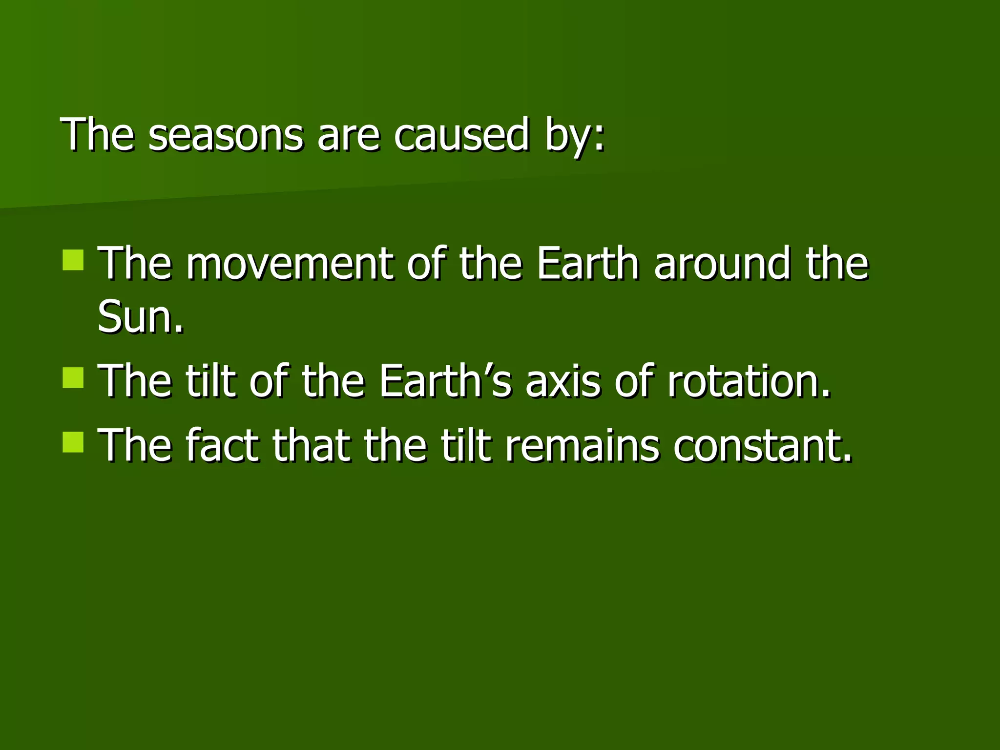 The seasons are caused by:
The movement of the Earth around the
Sun.
The tilt of the Earth’s axis of rotation.
The fact that the tilt remains constant.